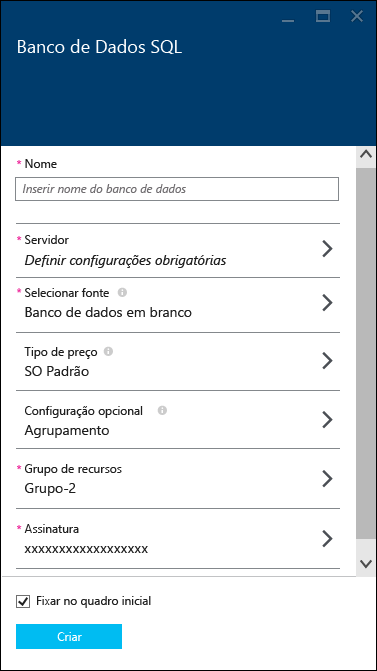 Banco de Dados SQL
* Nome
Inserir nome do banco de dados
* Servidor
Definir configurações obrigatórias
* Selecionar fonte
Banco de dados em branco
Tipo de preço
SO Padrão
Configuração opcional
Agrupamento
* Grupo de recursos
Grupo-2
* Assinatura
xxxxxxxxxxxxxxxxxx
Fixar no quadro inicial
Criar